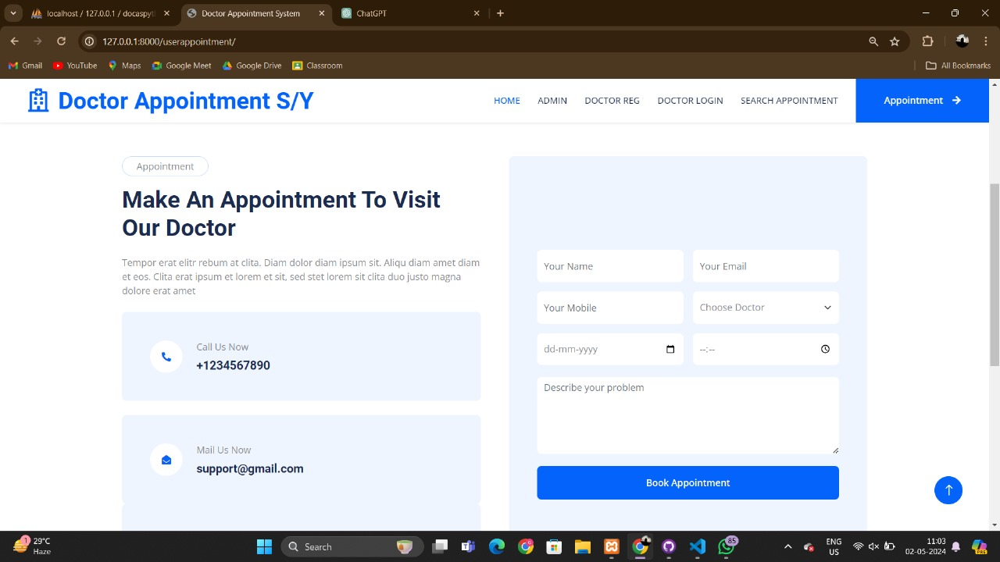 localhost / 127.0.0.1 / docaspyt
Doctor Appointment System
ChatGPT
127.0.0.1:8000/userappointment/
Gmail
YouTube
Maps
Google Meet
Google Drive
Classroom
All Bookmarks
Doctor Appointment S/Y
HOME
ADMIN
DOCTOR REG
DOCTOR LOGIN
SEARCH APPOINTMENT
Appointment
Appointment
Make An Appointment To Visit
Our Doctor
Tempor erat elitr rebum at clita. Diam dolor diam ipsum sit. Aliqu diam amet diam
et eos. Clita erat ipsum et lorem et sit, sed stet lorem sit clita duo justo magna
dolore erat amet
Call Us Now
+1234567890
Mail Us Now
support@gmail.com
Your Name
Your Email
Your Mobile
Choose Doctor
dd-mm-yyyy
--:--
Describe your problem
Book Appointment
1
29°C
Haze
Search
85
ENG
US
11:03
02-05-2024
PRE